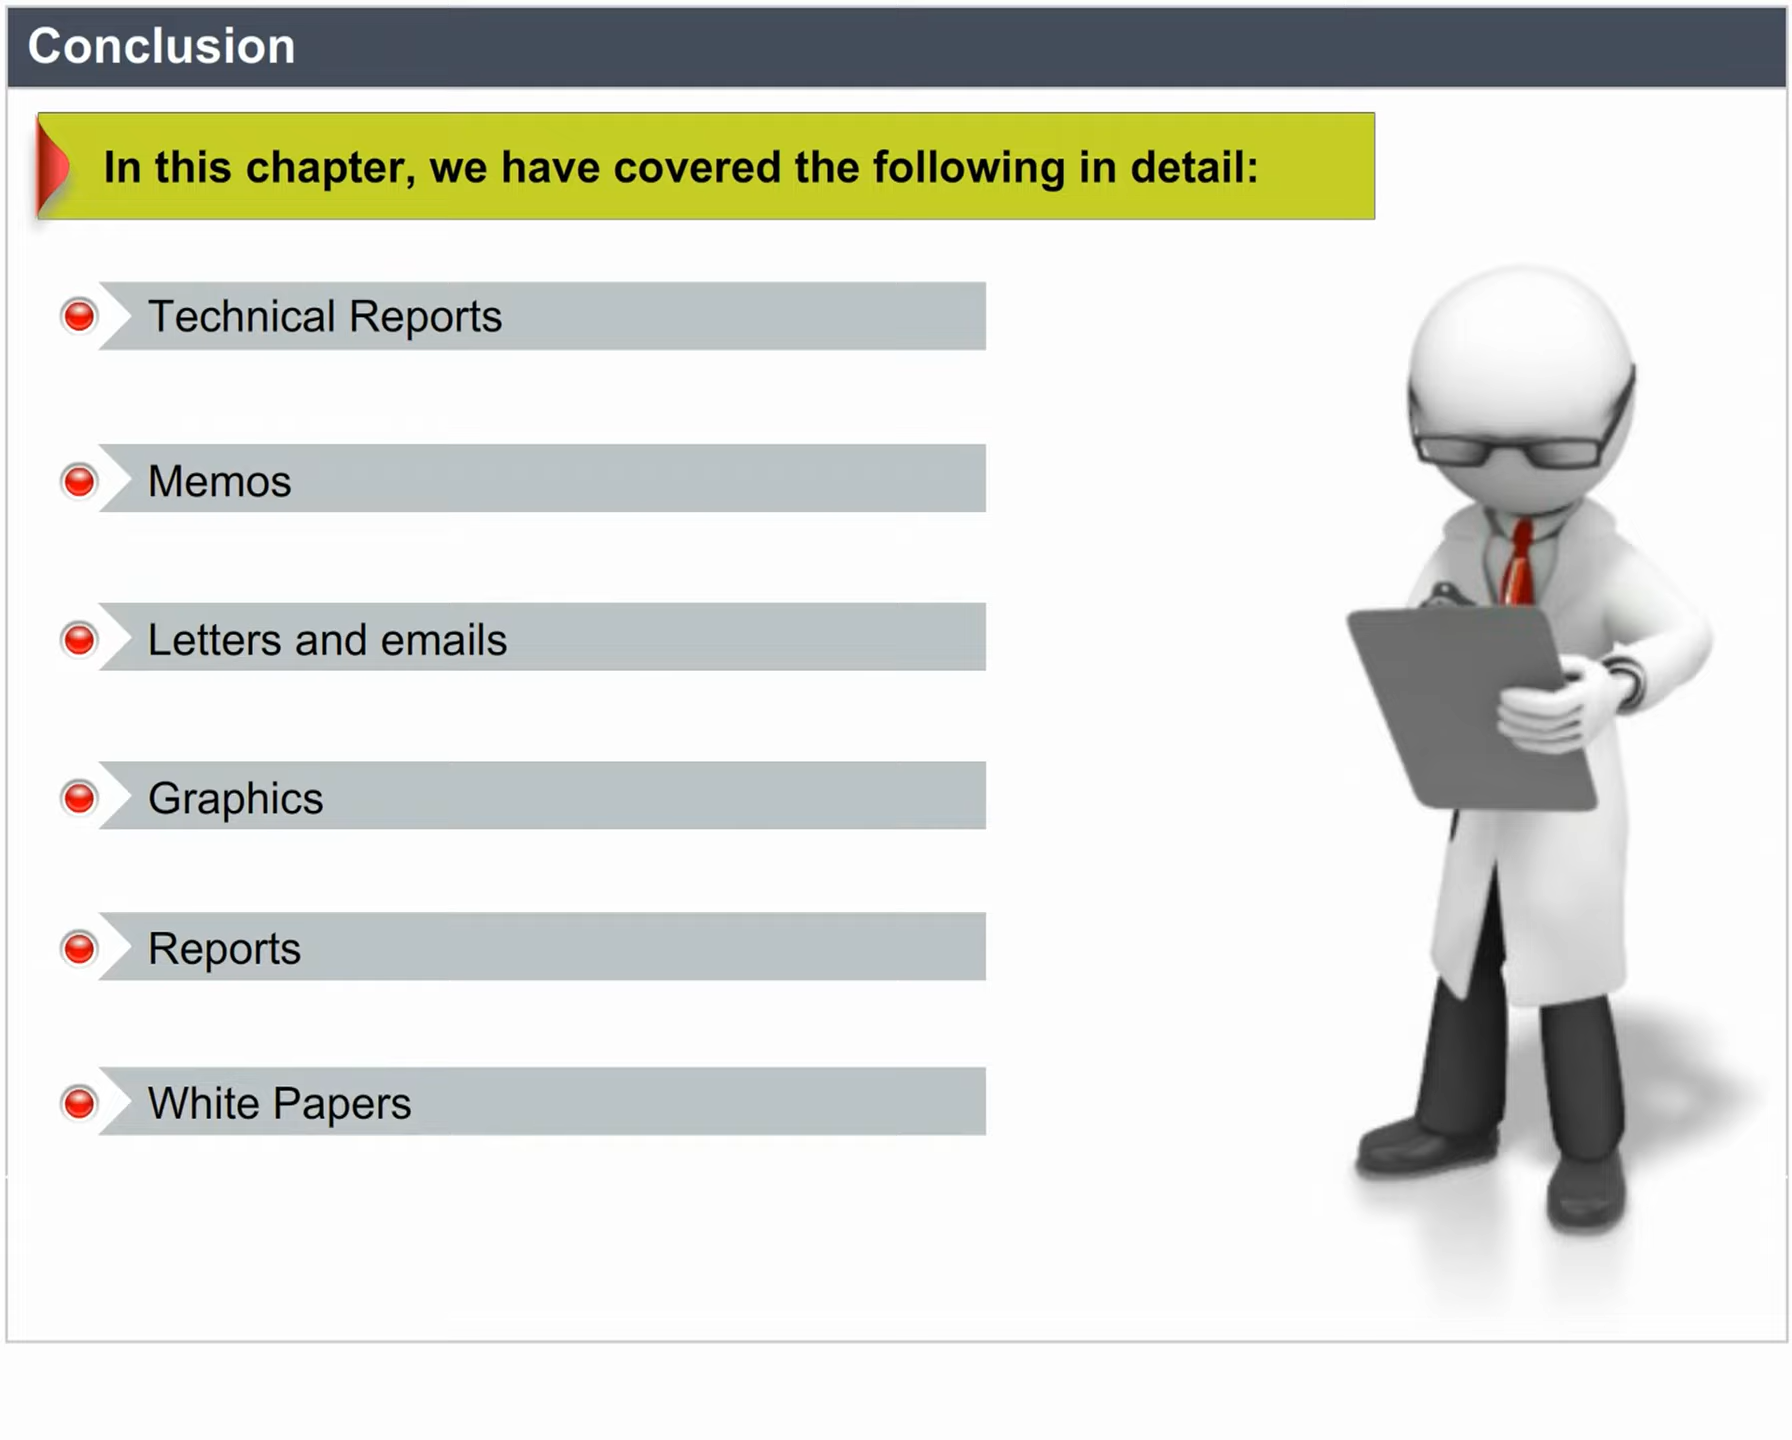 Conclusion
In this chapter, we have covered the following in detail:
Technical Reports
Memos
Letters and emails
Graphics
Reports
White Papers